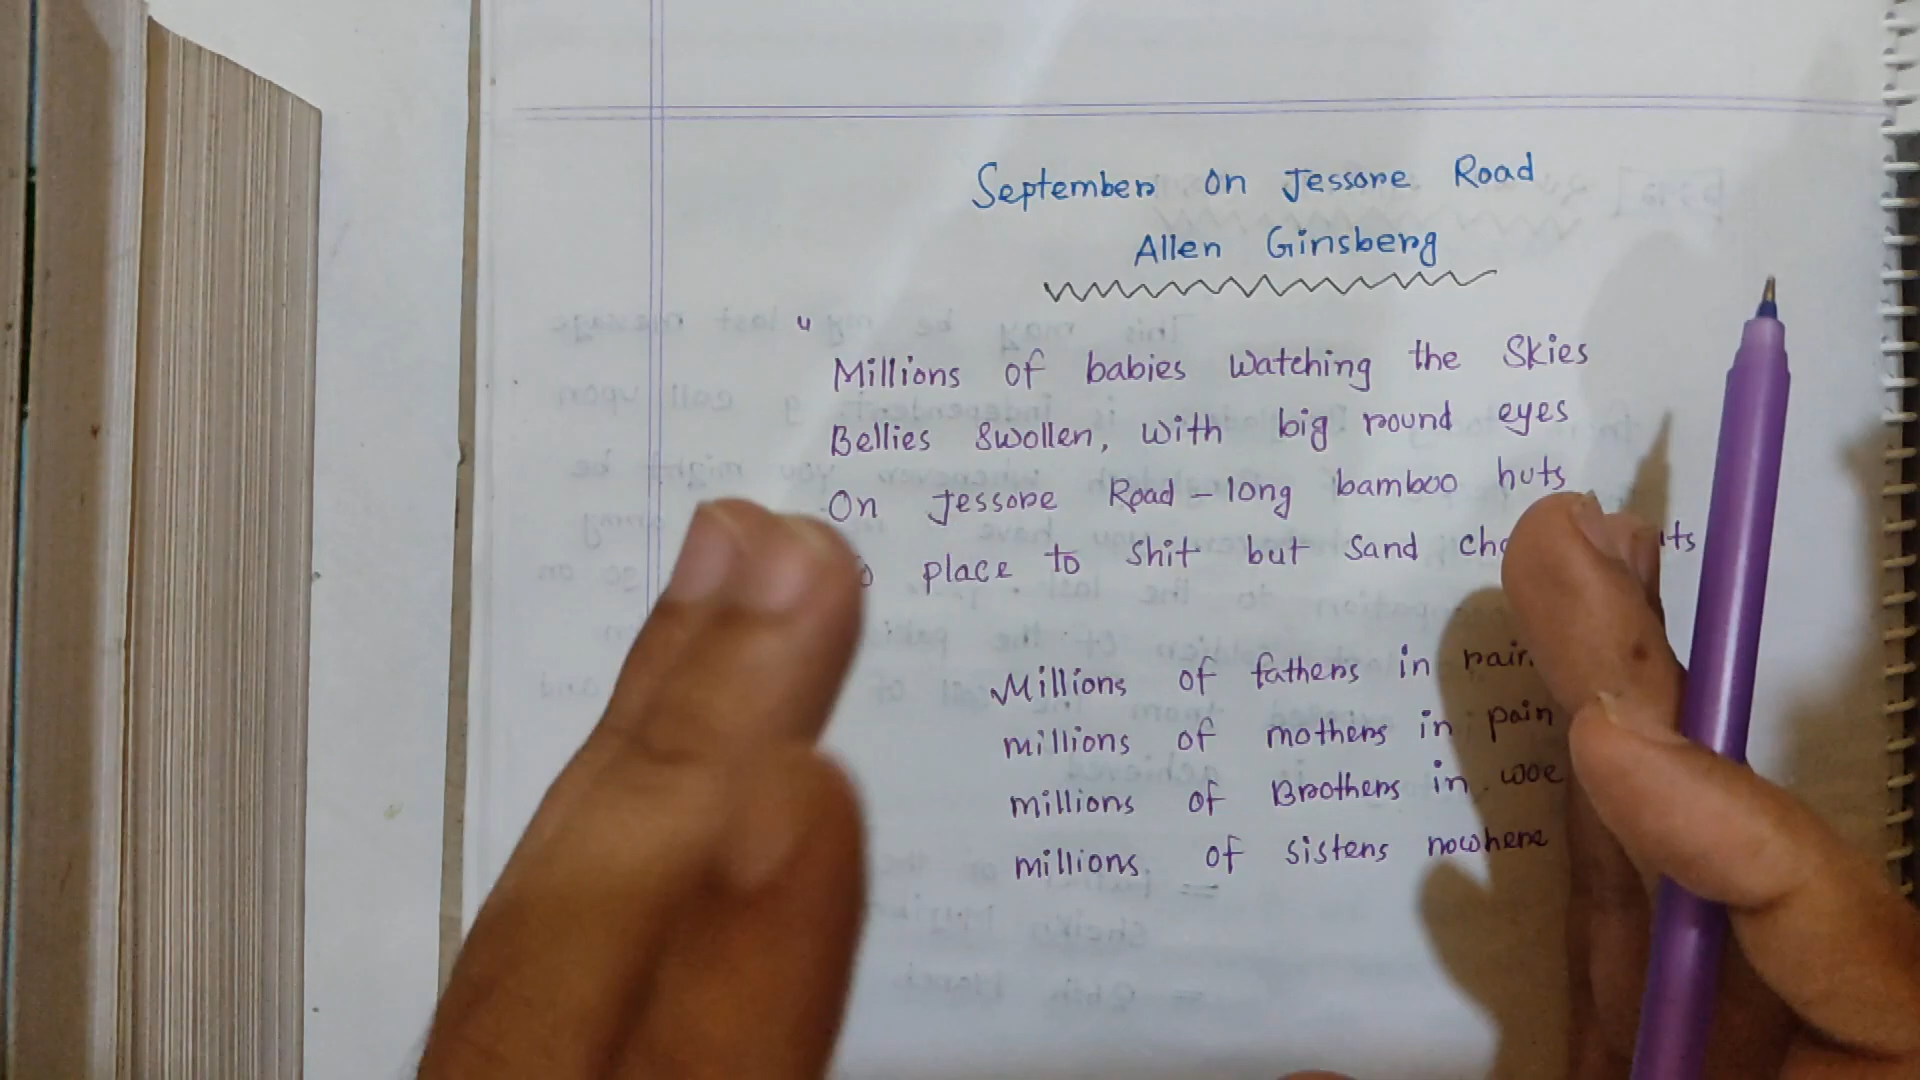 September on Jessore Road
Allen Ginsberg
"
Millions of babies watching the Skies
Bellies swollen, with big round eyes
On Jessore Road - long bamboo huts
place to shit but sand
Millions of fathers in rain
millions of mothers in pain
millions of Brothers in woe
millions of sisters nowhere